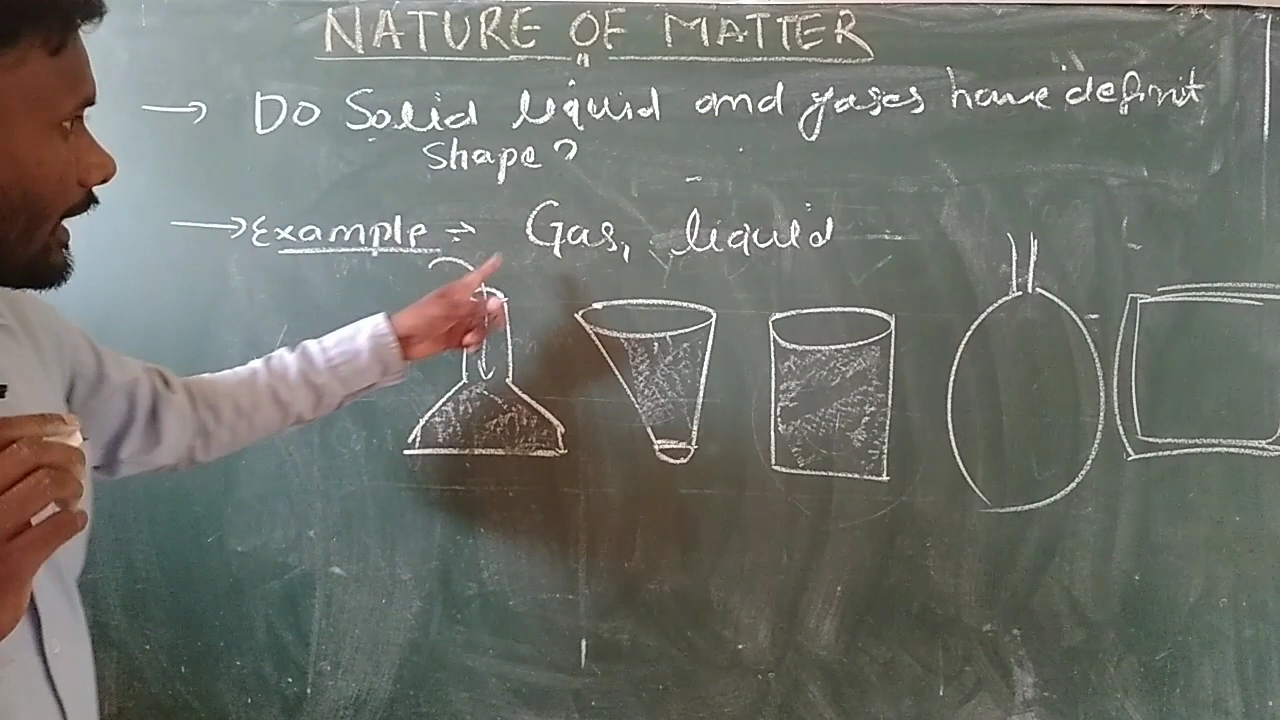 NATURE OF MATTER
→ Do Solid liquid and gases have definit
shape?
→ Example :- Gas, liquid